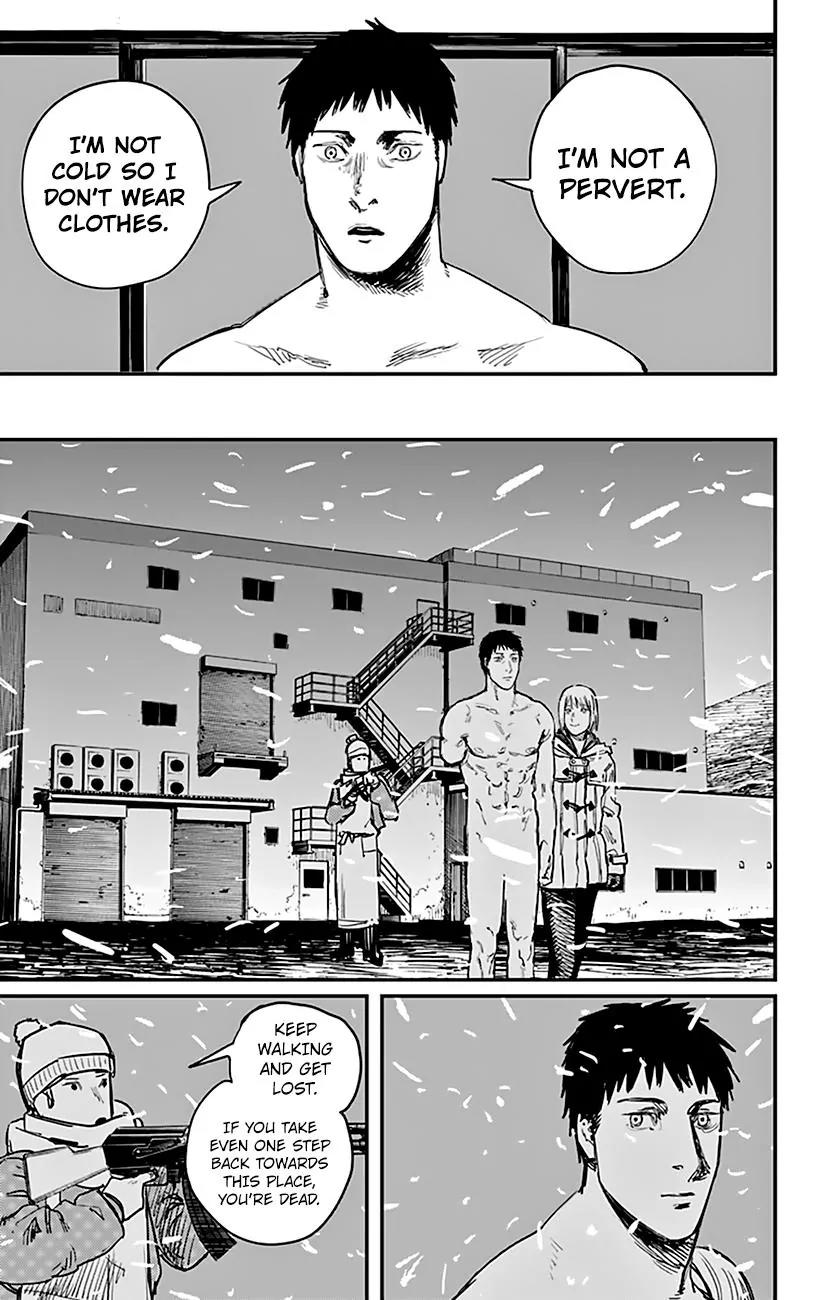 I'M NOT A
PERVERT.
I'M NOT
COLD SO I
DON'T WEAR
CLOTHES.
KEEP
WALKING
AND GET
LOST.
IF YOU TAKE
EVEN ONE STEP
BACK TOWARDS
THIS PLACE,
YOU'RE DEAD.